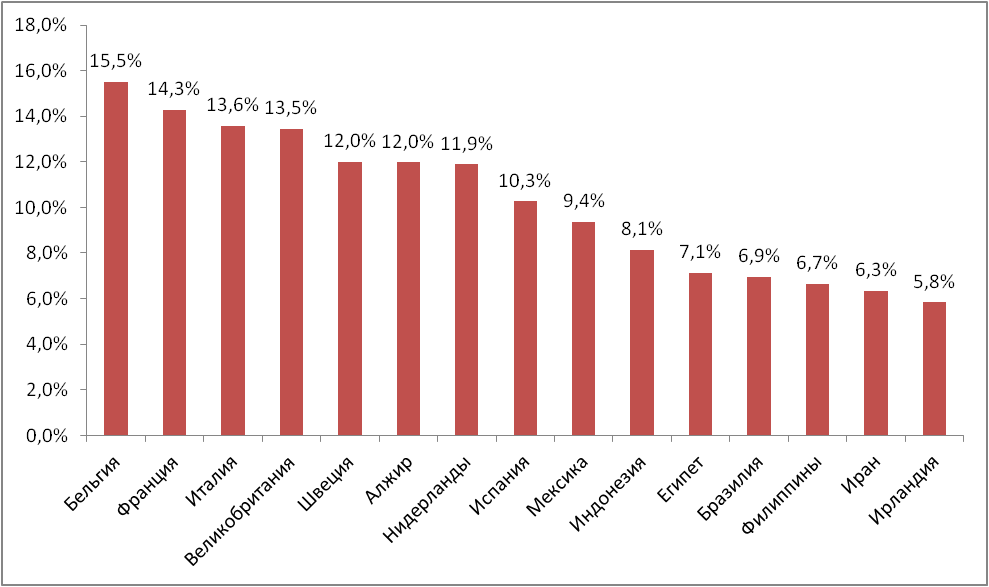 18,0%
16,0%
14,0%
12,0%
10,0%
8,0%
6,0%
4,0%
2,0%
0,0%
15,5%
14,3%
13,6%
13,5%
12,0%
12,0%
11,9%
10,3%
9,4%
8,1%
7,1%
6,9%
6,7%
6,3%
5,8%
Бельгия
Франция
Италия
Великобритания
Швеция
Алжир
Нидерланды
Испания
Мексика
Индонезия
Египет
Бразилия
Филиппины
Иран
Ирландия